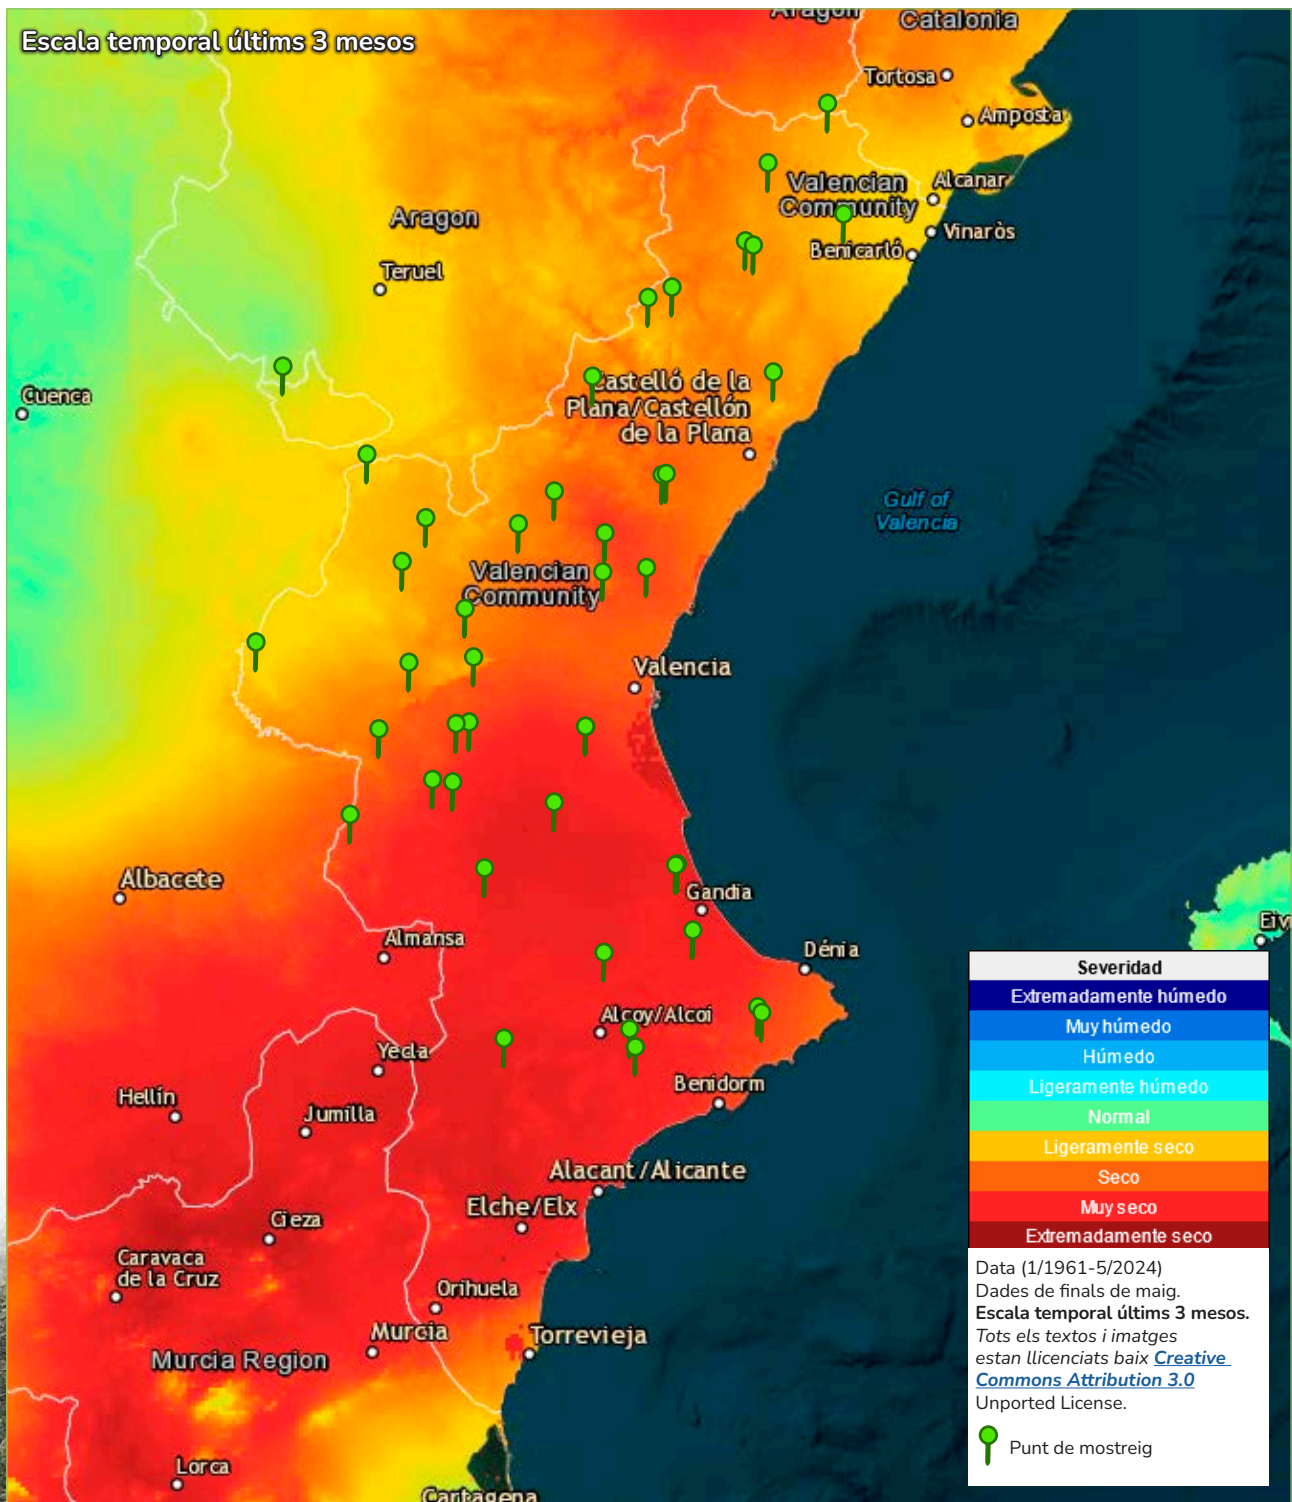 Escala temporal últims 3 mesos
Aragon
Catalonia
Tortosa
Amposta
Valencian
Community
Alcanar
Vinaròs
Benicarló
Aragon
Teruel
Cuenca
Castelló de la
Plana/Castellón
de la Plana
Gulf of
Valencia
Valencian
Community
Valencia
Albacete
Gandia
Almansa
Dénia
Eiv
Alcoy/Alcoi
Yecla
Benidorm
Hellín
Jumilla
Alacant/Alicante
Elche/Elx
Cieza
Caravaca
de la Cruz
Orihuela
Murcia
Torrevieja
Murcia Region
Lorca
Cartagena
Severidad
Extremadamente húmedo
Muy húmedo
Húmedo
Ligeramente húmedo
Normal
Ligeramente seco
Seco
Muy seco
Extremadamente seco
Data (1/1961-5/2024)
Dades de finals de maig.
Escala temporal últims 3 mesos.
Tots els textos i imatges
estan llicenciats baix Creative
Commons Attribution 3.0
Unported License.
Punt de mostreig